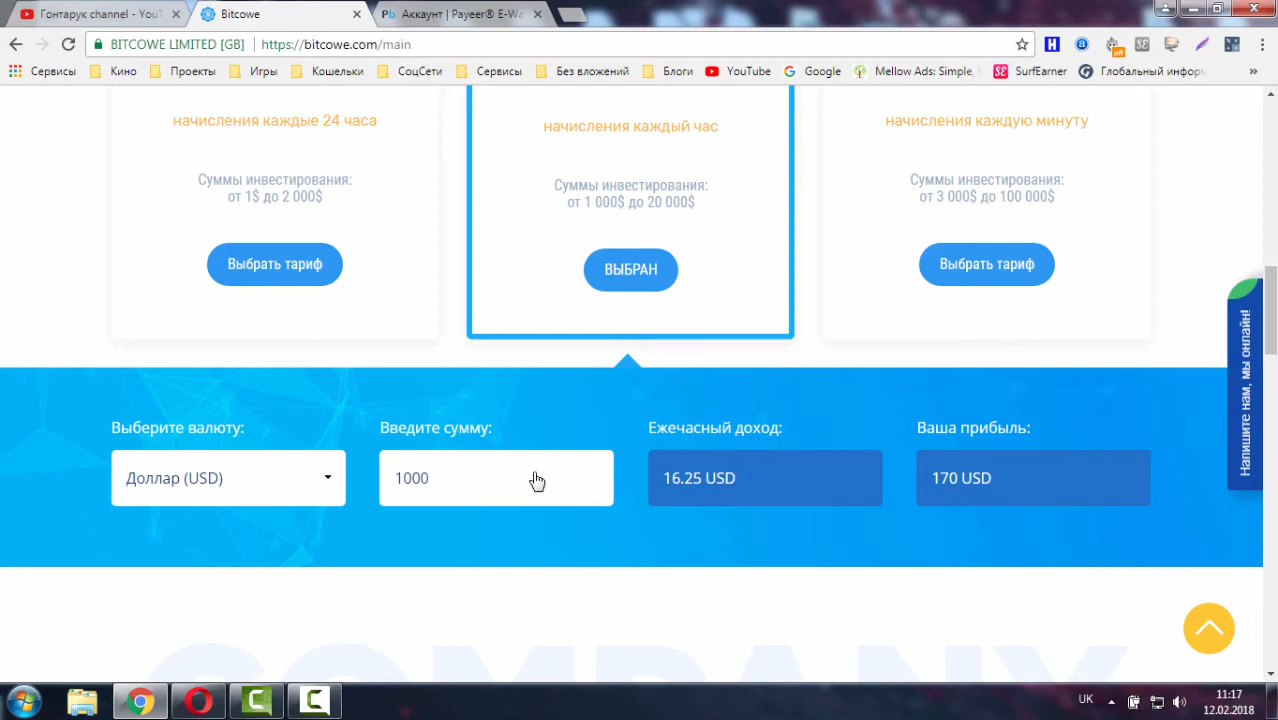 Гонтарук channel - YouT
Bitcowe
Аккаунт | Payeer® E-Wa
BITCOWE LIMITED [GB]
https://bitcowe.com/main
Сервисы
Кино
Проекты
Игры
Кошельки
СоцСети
Сервисы
Без вложений
Блоги
YouTube
Google
Mellow Ads: Simple,
SurfEarner
Глобальный инфор
начисления каждые 24 часа
начисления каждый час
начисления каждую минуту
Суммы инвестирования:
от 1$ до 2 000$
Суммы инвестирования:
от 1 000$ до 20 000$
Суммы инвестирования:
от 3 000$ до 100 000$
Выбрать тариф
ВЫБРАН
Выбрать тариф
Напишите нам, мы онлайн!
Выберите валюту:
Введите сумму:
Ежечасный доход:
Ваша прибыль:
Доллар (USD)
1000
16.25 USD
170 USD
COMPANY
UK
11:17
12.02.2018